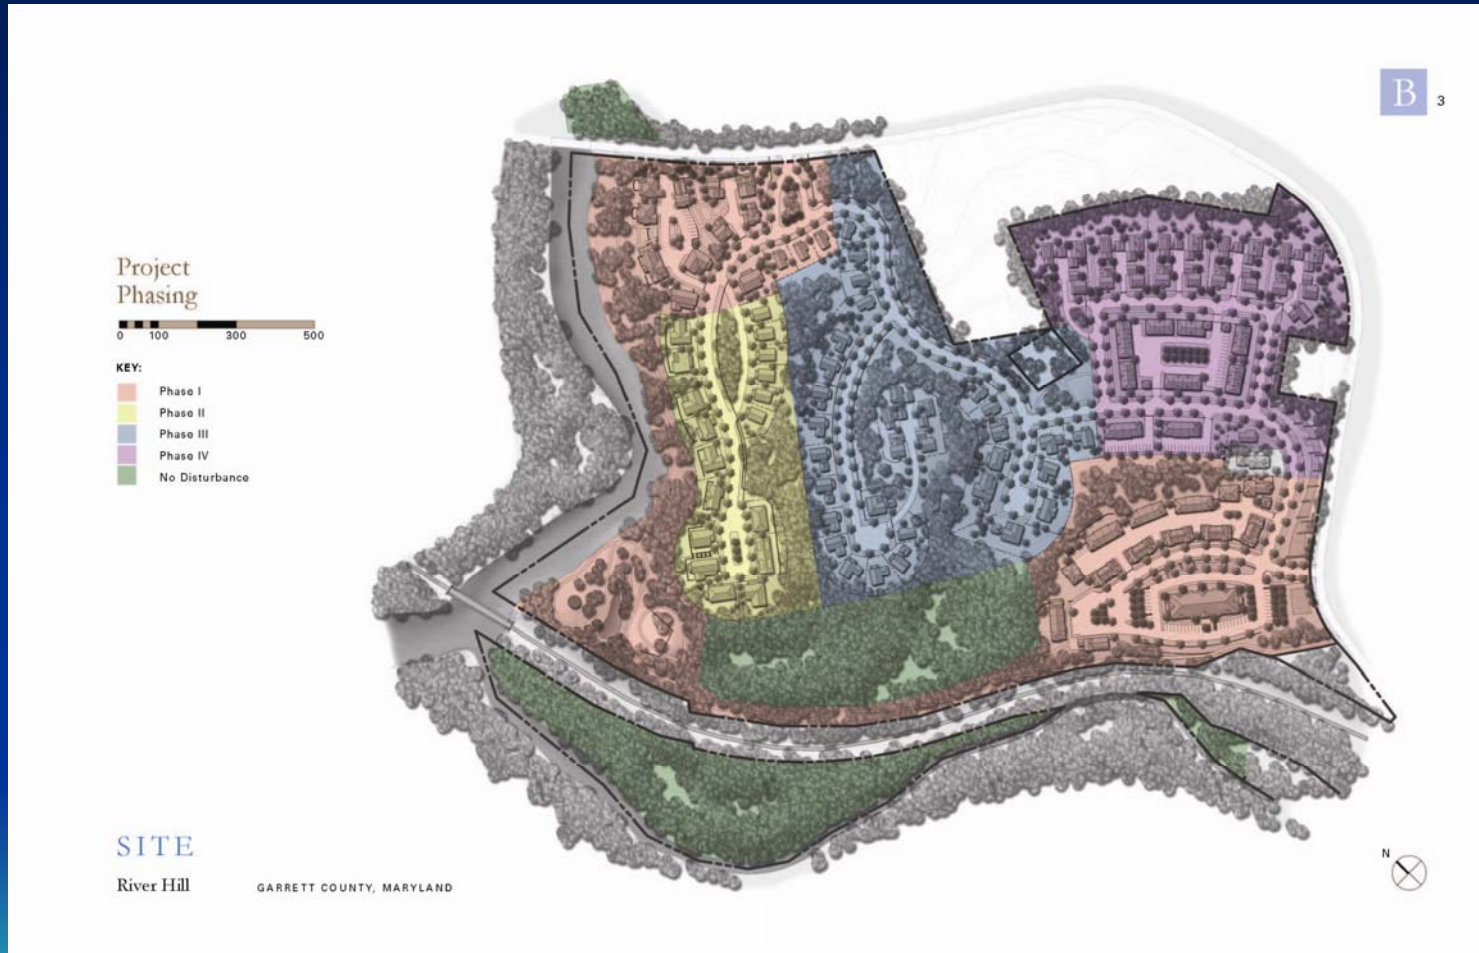 B 3
Project
Phasing
0 100 300 500
KEY:
Phase I
Phase II
Phase III
Phase IV
No Disturbance
SITE
River Hill GARRETT COUNTY, MARYLAND
N